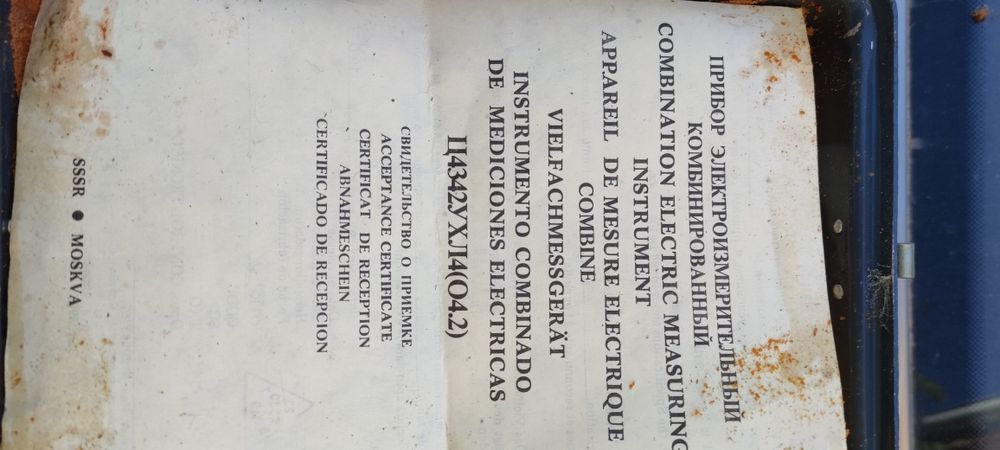 ПРИБОР ЭЛЕКТРОИЗМЕРИТЕЛЬНЫЙ
КОМБИНИРОВАННЫЙ
COMBINATION ELECTRIC MEASURING
INSTRUMENT
APPAREIL DE MESURE ELECTRIQUE
COMBINE
VIELFACHMESSGERÄT
INSTRUMENTO COMBINADO
DE MEDICIONES ELECTRICAS
Ц4342УХЛ4(О4.2)
СВИДЕТЕЛЬСТВО О ПРИЕМКЕ
ACCEPTANCE CERTIFICATE
CERTIFICAT DE RECEPTION
ABNAHMESCHEIN
CERTIFICADO DE RECEPCION
SSSR ● MOSKVA